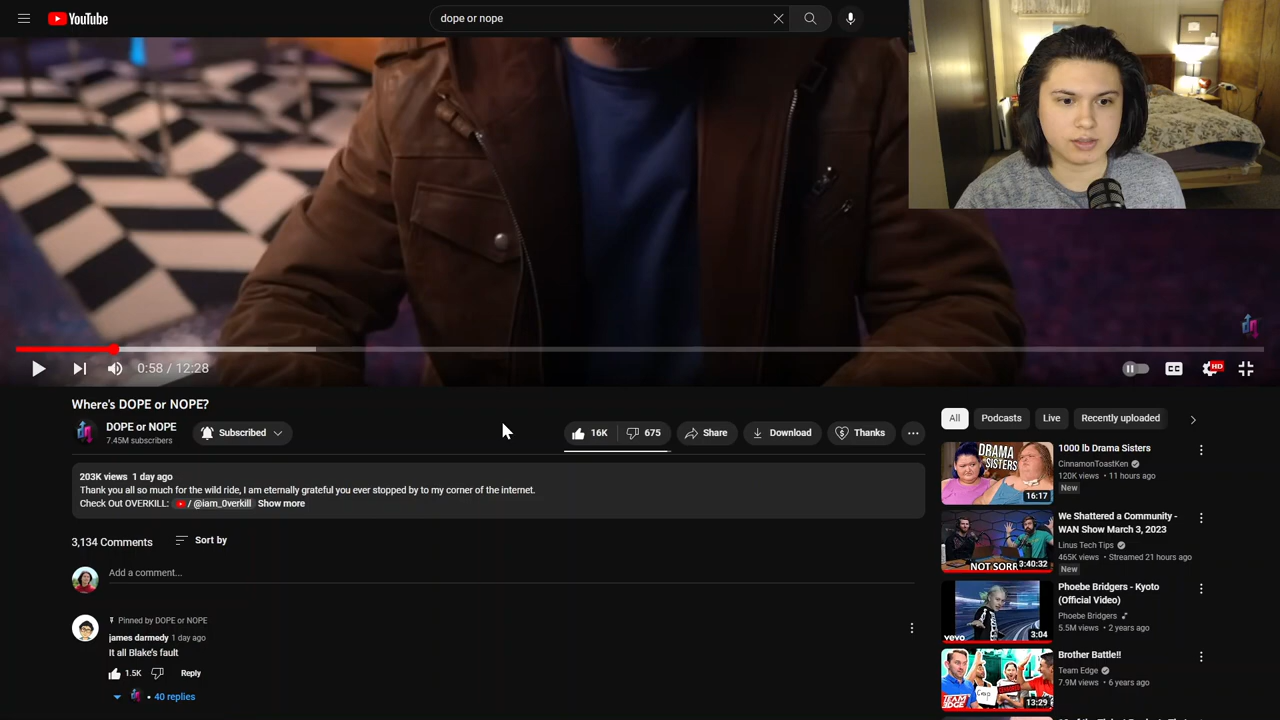 YouTube
dope or nope
0:58 / 12:28
CC
HD
Where's DOPE or NOPE?
DOPE or NOPE
7.45M subscribers
Subscribed
16K
675
Share
Download
Thanks
203K views 1 day ago
Thank you all so much for the wild ride, I am eternally grateful you ever stopped by to my corner of the internet.
Check Out OVERKILL: / @iam_0verkill Show more
3,134 Comments
Sort by
Add a comment...
Pinned by DOPE or NOPE
james darmedy 1 day ago
It all Blake's fault
1.5K
Reply
40 replies
All
Podcasts
Live
Recently uploaded
DRAMA
SISTERS
16:17
1000 lb Drama Sisters
CinnamonToastKen
120K views • 11 hours ago
New
NOT SORR
3:40:32
We Shattered a Community -
WAN Show March 3, 2023
Linus Tech Tips
465K views • Streamed 21 hours ago
New
vevo
3:04
Phoebe Bridgers - Kyoto
(Official Video)
Phoebe Bridgers
5.5M views • 2 years ago
TEAM
EDGE
13:29
Brother Battle!!
Team Edge
7.9M views • 6 years ago